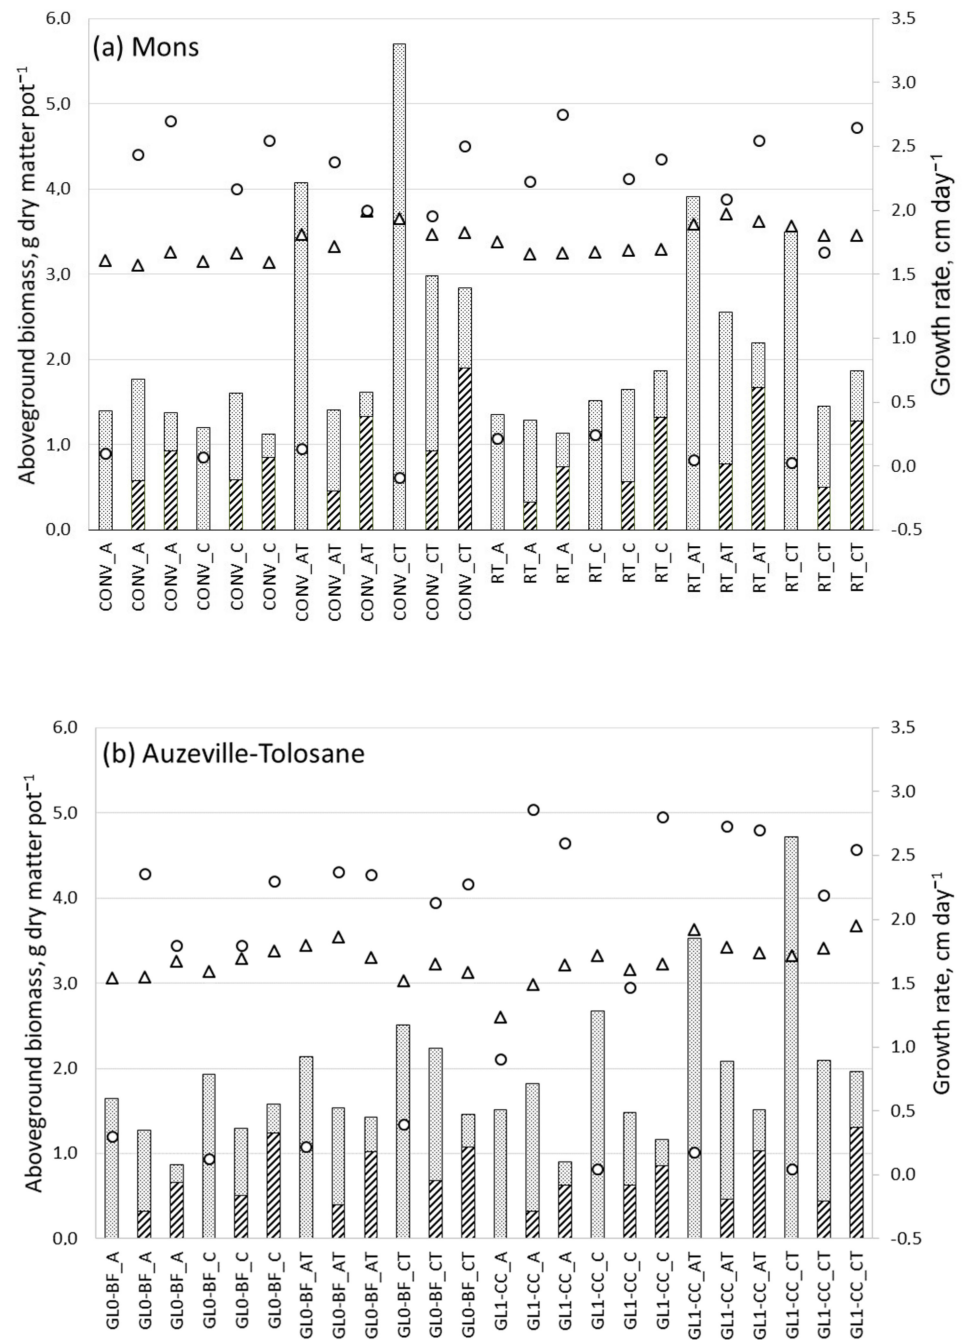 (a) Mons
Aboveground biomass, g dry matter pot⁻¹
6.0
5.0
4.0
3.0
2.0
1.0
0.0
3.5
3.0
2.5
2.0
1.5
1.0
0.5
0.0
-0.5
Growth rate, cm day⁻¹
CONV_A
CONV_A
CONV_A
CONV_C
CONV_C
CONV_C
CONV_AT
CONV_AT
CONV_AT
CONV_CT
CONV_CT
CONV_CT
RT_A
RT_A
RT_A
RT_C
RT_C
RT_C
RT_AT
RT_AT
RT_AT
RT_CT
RT_CT
RT_CT
(b) Auzeville-Tolosane
Aboveground biomass, g dry matter pot⁻¹
6.0
5.0
4.0
3.0
2.0
1.0
0.0
3.5
3.0
2.5
2.0
1.5
1.0
0.5
0.0
-0.5
Growth rate, cm day⁻¹
GL0-BF_A
GL0-BF_A
GL0-BF_A
GL0-BF_C
GL0-BF_C
GL0-BF_C
GL0-BF_AT
GL0-BF_AT
GL0-BF_AT
GL0-BF_CT
GL0-BF_CT
GL0-BF_CT
GL1-CC_A
GL1-CC_A
GL1-CC_A
GL1-CC_C
GL1-CC_C
GL1-CC_C
GL1-CC_AT
GL1-CC_AT
GL1-CC_AT
GL1-CC_CT
GL1-CC_CT
GL1-CC_CT